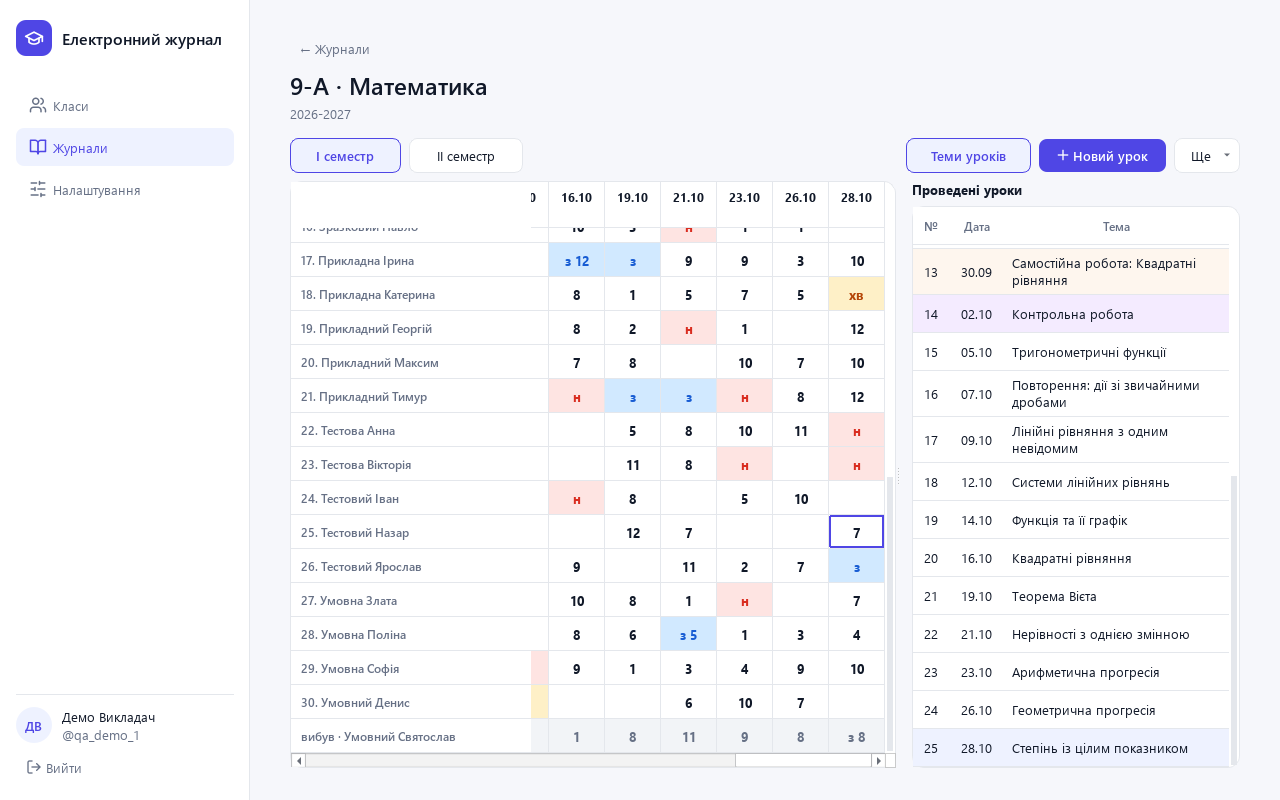 Електронний журнал
Класи
Журнали
Налаштування
ДВ
Демо Викладач
@qa_demo_1
Вийти
← Журнали
9-А · Математика
2026-2027
І семестр
ІІ семестр
Теми уроків
+ Новий урок
Ще
0 16.10 19.10 21.10 23.10 26.10 28.10
17. Прикладна Ірина з 12 з 9 9 3 10
18. Прикладна Катерина 8 1 5 7 5 хв
19. Прикладний Георгій 8 2 н 1 12
20. Прикладний Максим 7 8 10 7 10
21. Прикладний Тимур н з з н 8 12
22. Тестова Анна 5 8 10 11 н
23. Тестова Вікторія 11 8 н н
24. Тестовий Іван н 8 5 10
25. Тестовий Назар 12 7 7
26. Тестовий Ярослав 9 11 2 7 з
27. Умовна Злата 10 8 1 н 7
28. Умовна Поліна 8 6 з 5 1 3 4
29. Умовна Софія 9 1 3 4 9 10
30. Умовний Денис 6 10 7
вибув · Умовний Святослав 1 8 11 9 8 з 8
Проведені уроки
№ Дата Тема
13 30.09 Самостійна робота: Квадратні
рівняння
14 02.10 Контрольна робота
15 05.10 Тригонометричні функції
16 07.10 Повторення: дії зі звичайними
дробами
17 09.10 Лінійні рівняння з одним
невідомим
18 12.10 Системи лінійних рівнянь
19 14.10 Функція та її графік
20 16.10 Квадратні рівняння
21 19.10 Теорема Вієта
22 21.10 Нерівності з однією змінною
23 23.10 Арифметична прогресія
24 26.10 Геометрична прогресія
25 28.10 Степінь із цілим показником